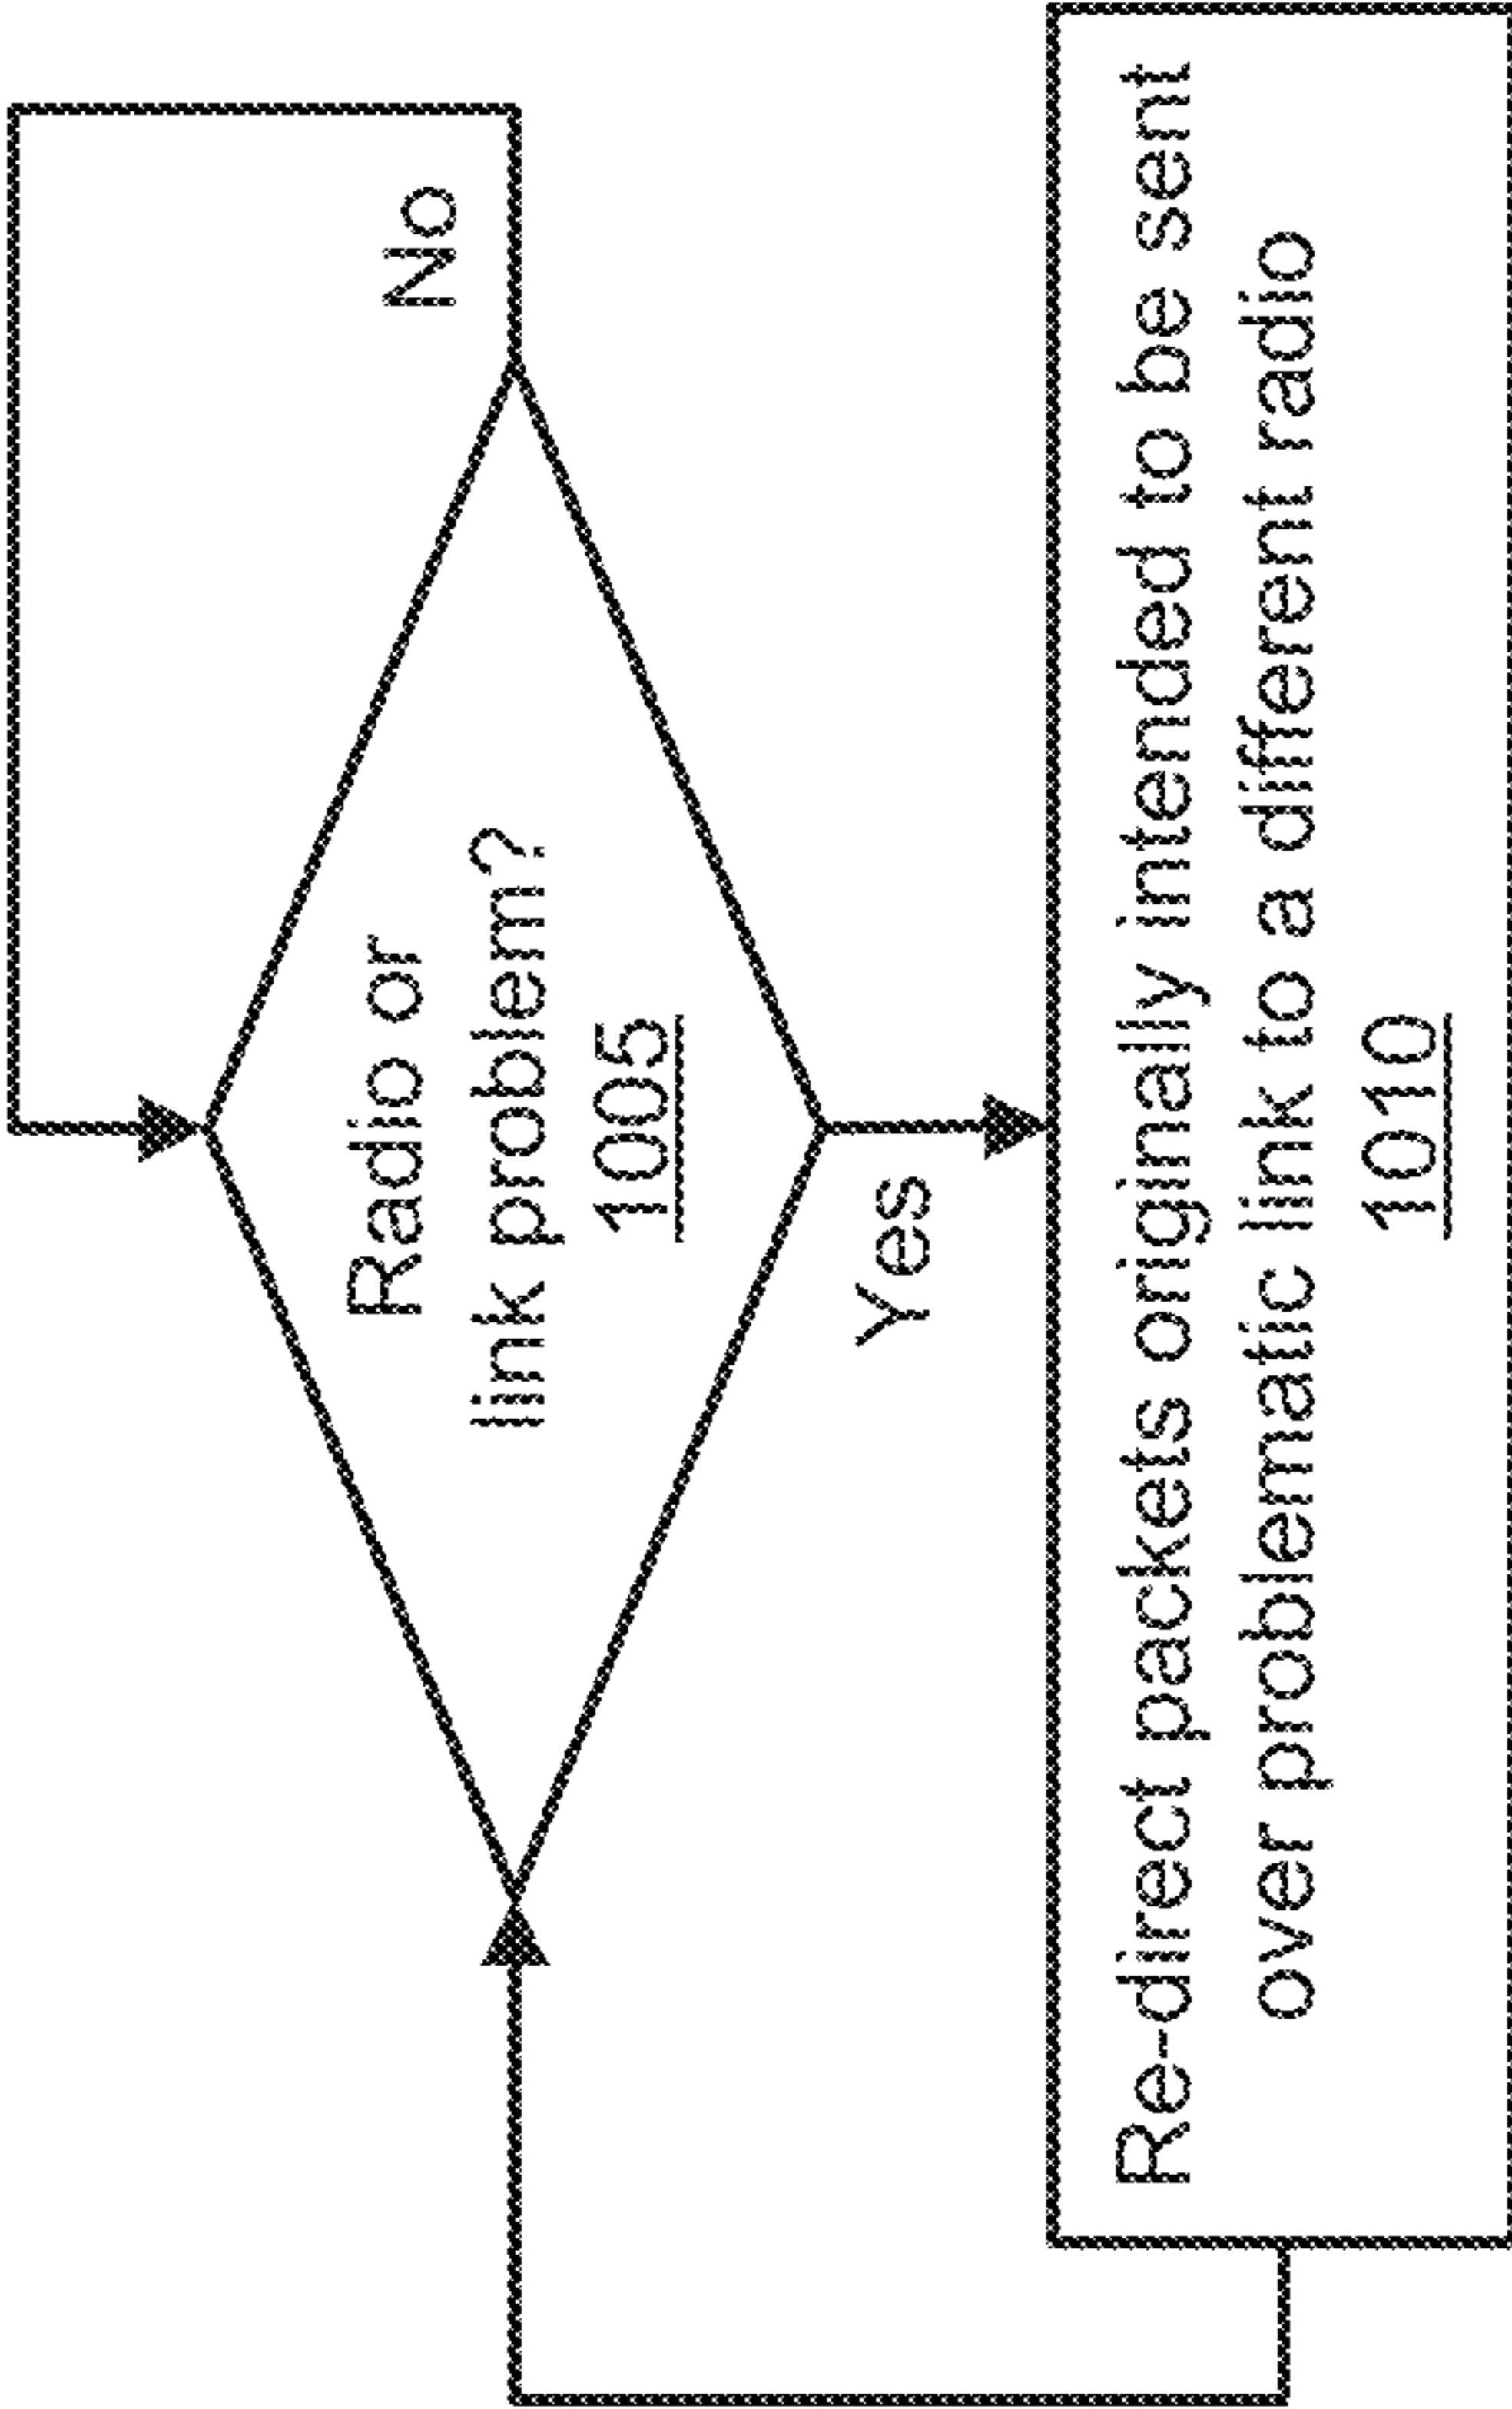 No
Radio or
link problem?
1005
Yes
Re-direct packets originally intended to be sent
over problematic link to a different radio
1010